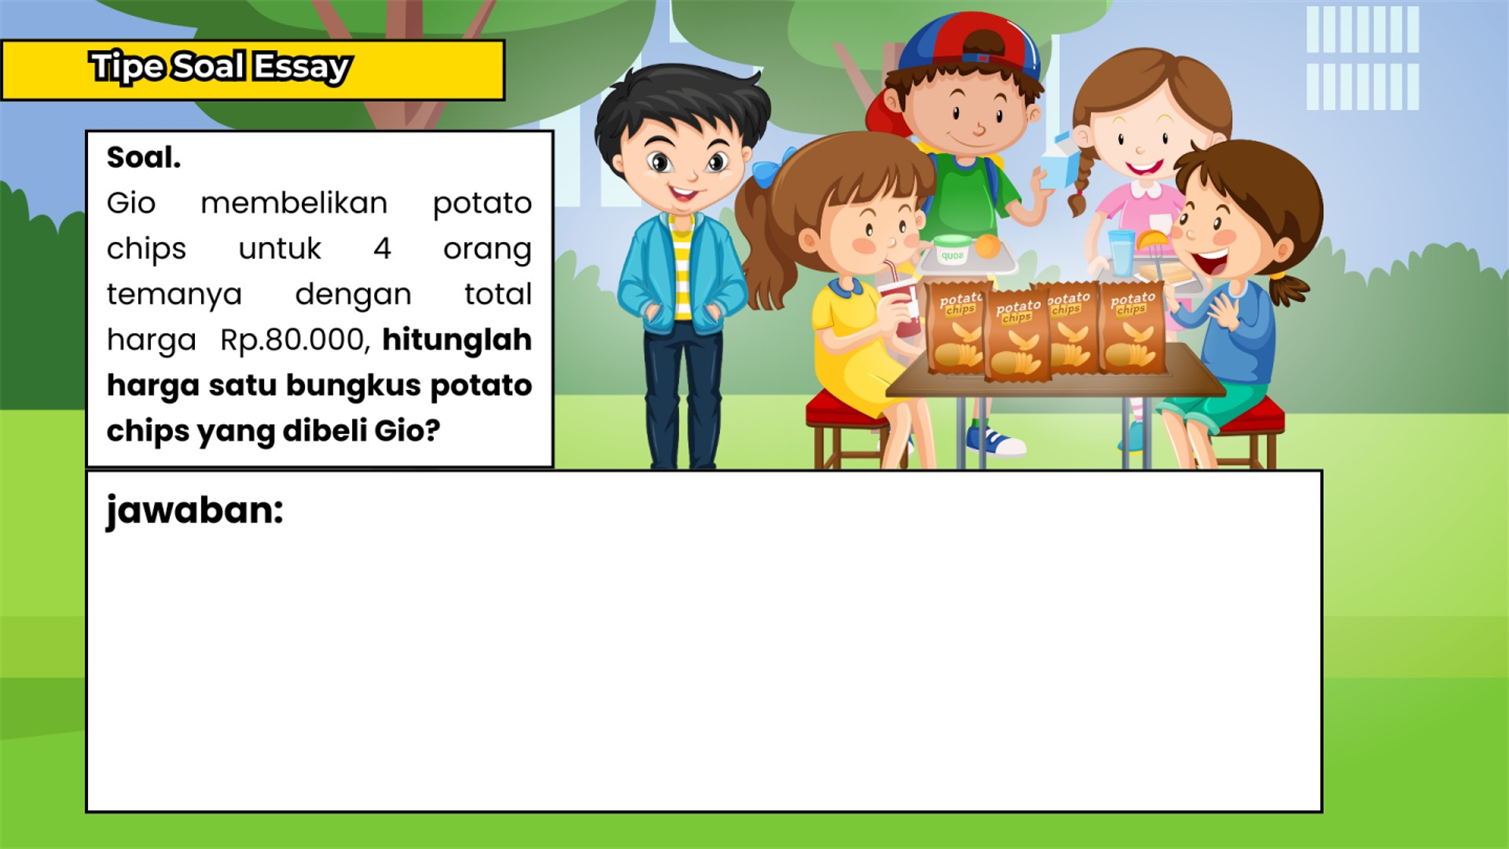 Tipe Soal Essay
Soal.
Gio membelikan potato
chips untuk 4 orang
temanya dengan total
harga Rp.80.000, hitunglah
harga satu bungkus potato
chips yang dibeli Gio?
soup
potato
chips
potato
chips
potato
chips
potato
chips
jawaban: